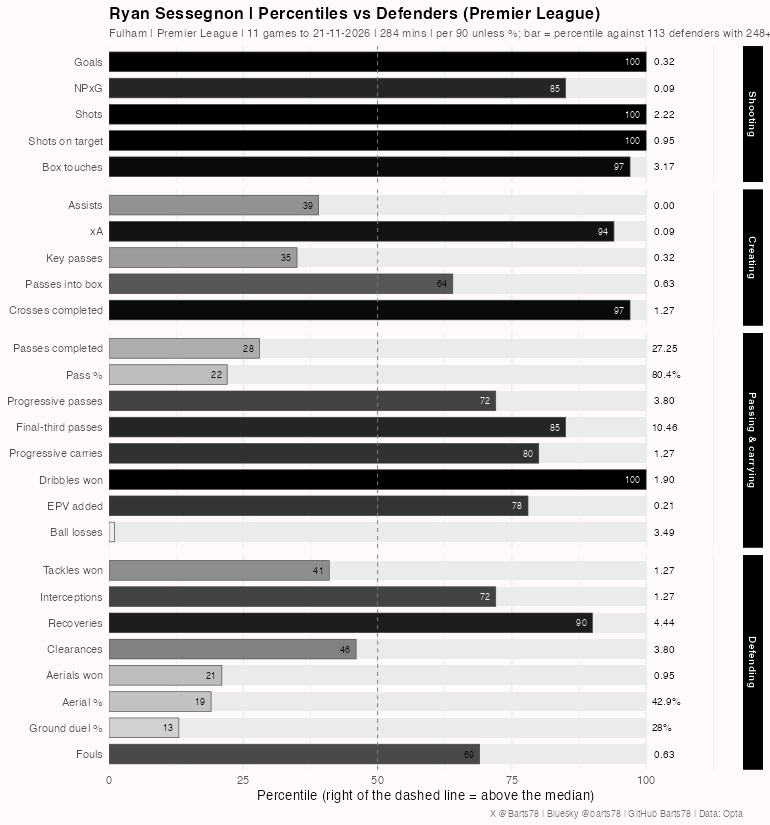 Ryan Sessegnon | Percentiles vs Defenders (Premier League)
Fulham | Premier League | 11 games to 21-11-2026 | 284 mins | per 90 unless %; bar = percentile against 113 defenders with 248+
Goals 100 0.32
NPxG 85 0.09
Shots 100 2.22
Shots on target 100 0.95
Box touches 97 3.17
Shooting
Assists 39 0.00
xA 94 0.09
Key passes 35 0.32
Passes into box 64 0.63
Crosses completed 97 1.27
Creating
Passes completed 28 27.25
Pass % 22 80.4%
Progressive passes 72 3.80
Final-third passes 85 10.46
Progressive carries 80 1.27
Dribbles won 100 1.90
EPV added 78 0.21
Ball losses 3.49
Passing & carrying
Tackles won 41 1.27
Interceptions 72 1.27
Recoveries 90 4.44
Clearances 46 3.80
Aerials won 21 0.95
Aerial % 19 42.9%
Ground duel % 13 28%
Fouls 69 0.63
Defending
0 25 50 75 100
Percentile (right of the dashed line = above the median)
X @Barts78 | Bluesky @barts78 | GitHub Barts78 | Data: Opta